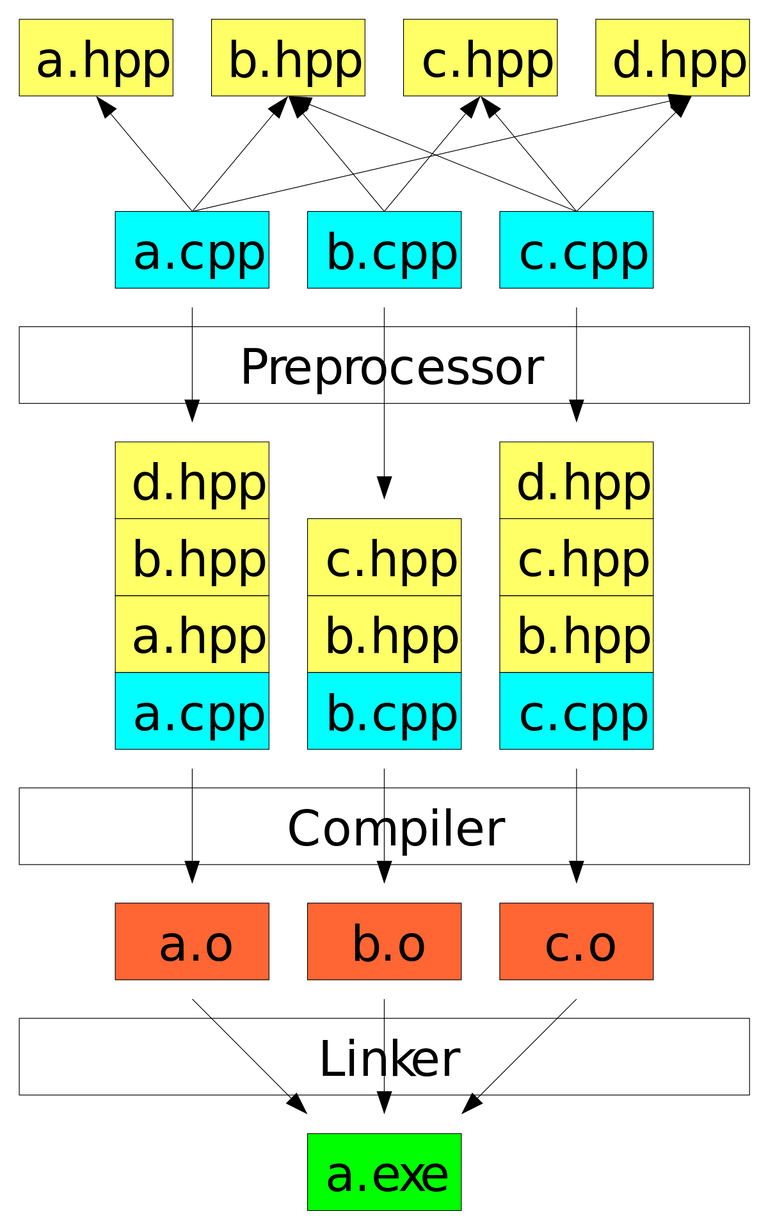 a.hpp b.hpp c.hpp d.hpp
a.cpp b.cpp c.cpp
Preprocessor
d.hpp d.hpp
b.hpp c.hpp c.hpp
a.hpp b.hpp b.hpp
a.cpp b.cpp c.cpp
Compiler
a.o b.o c.o
Linker
a.exe